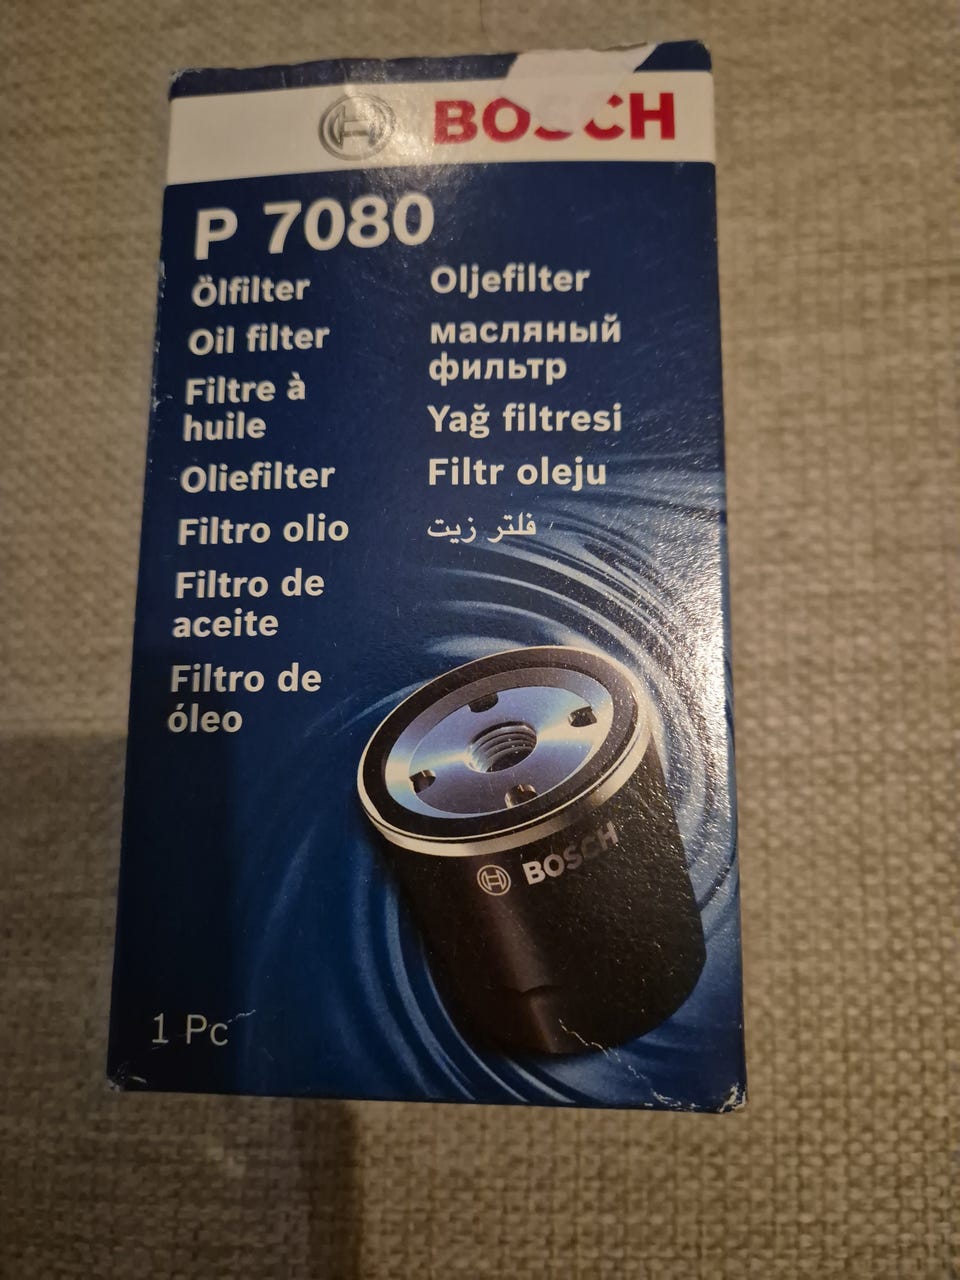 BOSCH
P 7080
Ölfilter
Oil filter
Filtre à
huile
Oliefilter
Filtro olio
Filtro de
aceite
Filtro de
óleo
Oljefilter
масляный
фильтр
Yağ filtresi
Filtr oleju
فلتر زيت
BOSCH
1 Pc